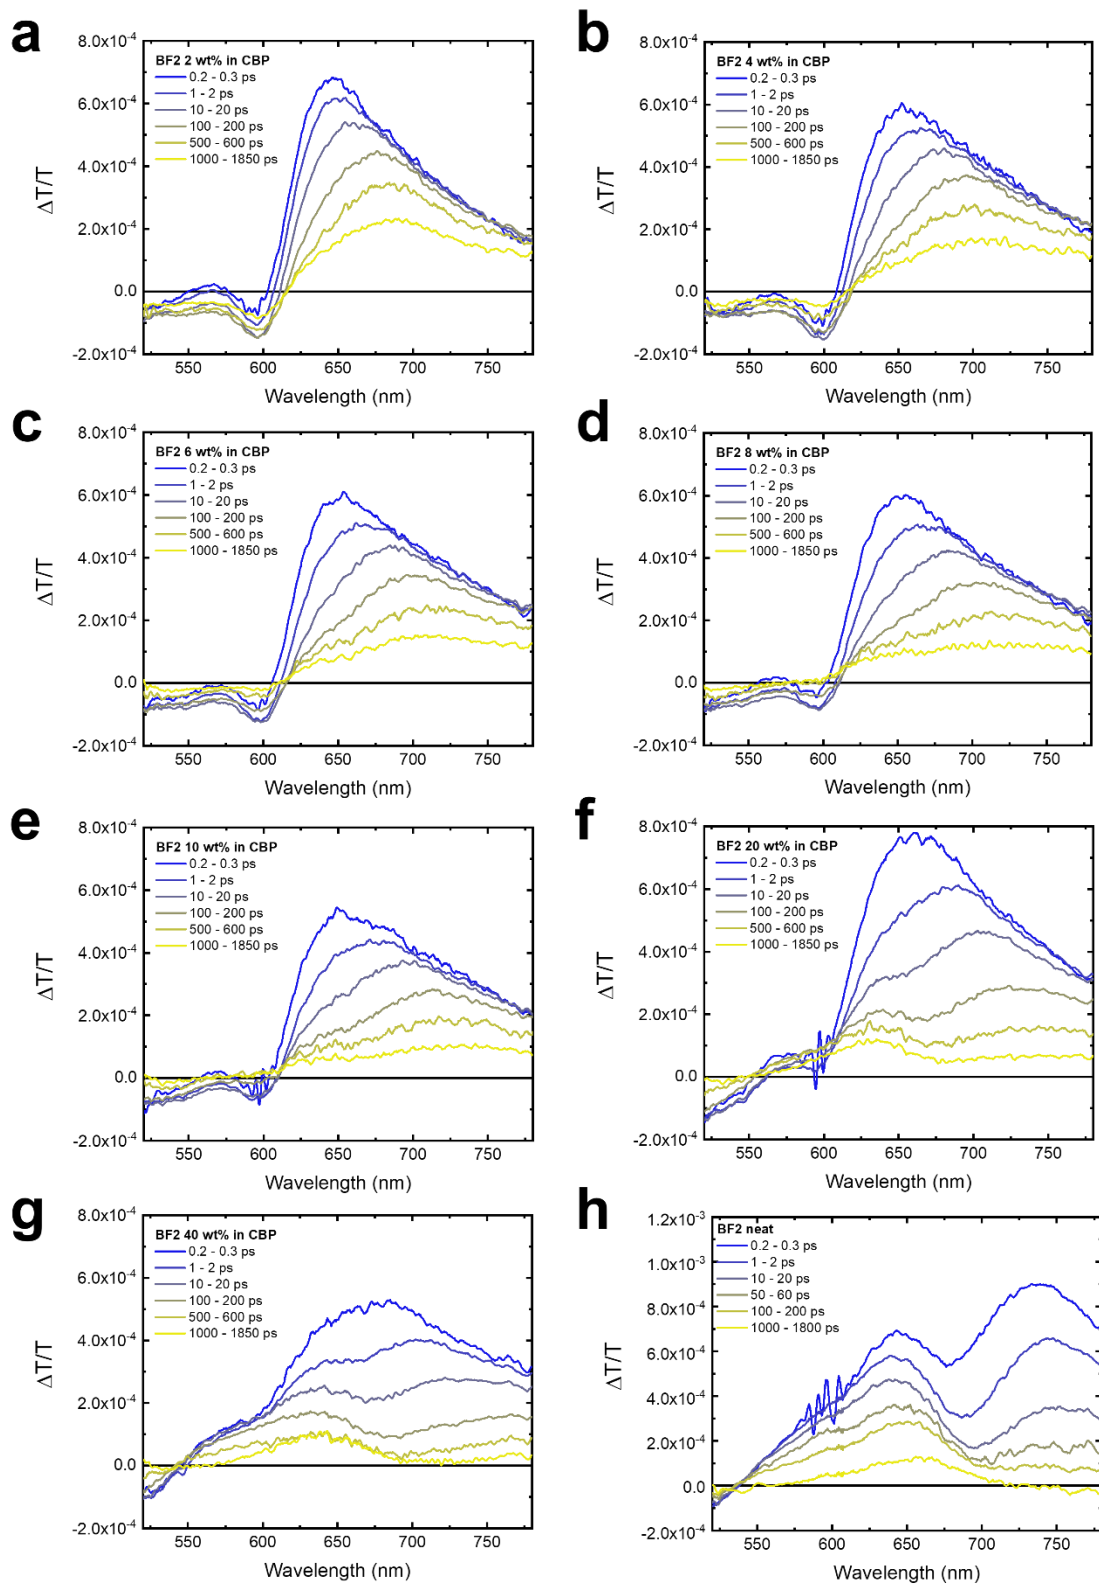 a
BF2 2 wt% in CBP
0.2 - 0.3 ps
1 - 2 ps
10 - 20 ps
100 - 200 ps
500 - 600 ps
1000 - 1850 ps
8.0x10⁻⁴
6.0x10⁻⁴
4.0x10⁻⁴
2.0x10⁻⁴
0.0
-2.0x10⁻⁴
ΔT/T
550 600 650 700 750
Wavelength (nm)
b
BF2 4 wt% in CBP
0.2 - 0.3 ps
1 - 2 ps
10 - 20 ps
100 - 200 ps
500 - 600 ps
1000 - 1850 ps
8.0x10⁻⁴
6.0x10⁻⁴
4.0x10⁻⁴
2.0x10⁻⁴
0.0
-2.0x10⁻⁴
ΔT/T
550 600 650 700 750
Wavelength (nm)
c
BF2 6 wt% in CBP
0.2 - 0.3 ps
1 - 2 ps
10 - 20 ps
100 - 200 ps
500 - 600 ps
1000 - 1850 ps
8.0x10⁻⁴
6.0x10⁻⁴
4.0x10⁻⁴
2.0x10⁻⁴
0.0
-2.0x10⁻⁴
ΔT/T
550 600 650 700 750
Wavelength (nm)
d
BF2 8 wt% in CBP
0.2 - 0.3 ps
1 - 2 ps
10 - 20 ps
100 - 200 ps
500 - 600 ps
1000 - 1850 ps
8.0x10⁻⁴
6.0x10⁻⁴
4.0x10⁻⁴
2.0x10⁻⁴
0.0
-2.0x10⁻⁴
ΔT/T
550 600 650 700 750
Wavelength (nm)
e
BF2 10 wt% in CBP
0.2 - 0.3 ps
1 - 2 ps
10 - 20 ps
100 - 200 ps
500 - 600 ps
1000 - 1850 ps
8.0x10⁻⁴
6.0x10⁻⁴
4.0x10⁻⁴
2.0x10⁻⁴
0.0
-2.0x10⁻⁴
ΔT/T
550 600 650 700 750
Wavelength (nm)
f
BF2 20 wt% in CBP
0.2 - 0.3 ps
1 - 2 ps
10 - 20 ps
100 - 200 ps
500 - 600 ps
1000 - 1850 ps
8.0x10⁻⁴
6.0x10⁻⁴
4.0x10⁻⁴
2.0x10⁻⁴
0.0
-2.0x10⁻⁴
ΔT/T
550 600 650 700 750
Wavelength (nm)
g
BF2 40 wt% in CBP
0.2 - 0.3 ps
1 - 2 ps
10 - 20 ps
100 - 200 ps
500 - 600 ps
1000 - 1850 ps
8.0x10⁻⁴
6.0x10⁻⁴
4.0x10⁻⁴
2.0x10⁻⁴
0.0
-2.0x10⁻⁴
ΔT/T
550 600 650 700 750
Wavelength (nm)
h
BF2 neat
0.2 - 0.3 ps
1 - 2 ps
10 - 20 ps
50 - 60 ps
100 - 200 ps
1000 - 1800 ps
1.2x10⁻³
1.0x10⁻³
8.0x10⁻⁴
6.0x10⁻⁴
4.0x10⁻⁴
2.0x10⁻⁴
0.0
-2.0x10⁻⁴
ΔT/T
550 600 650 700 750
Wavelength (nm)